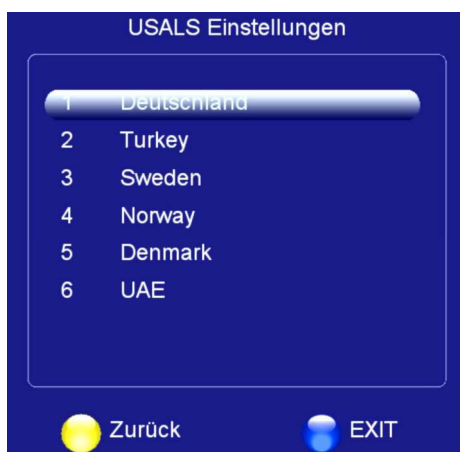 USALS Einstellungen
1 Deutschland
2 Turkey
3 Sweden
4 Norway
5 Denmark
6 UAE
Zurück EXIT